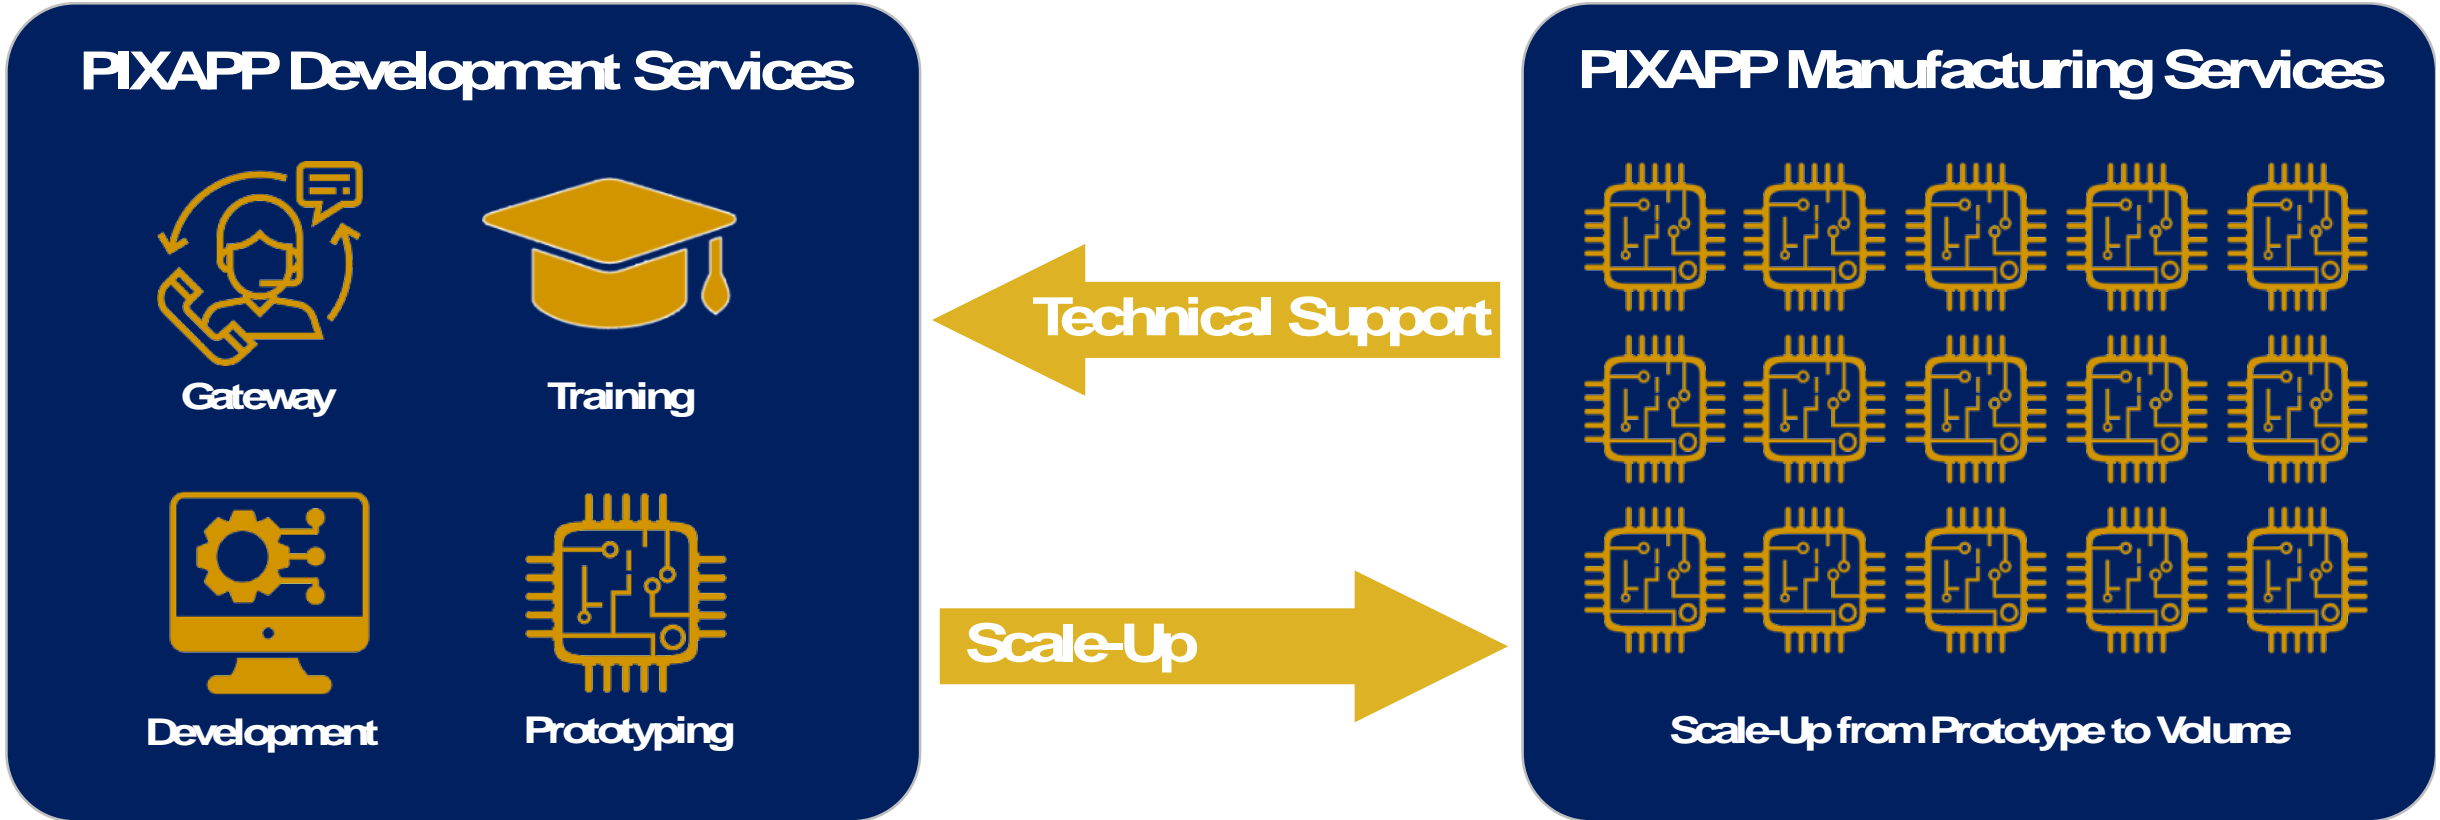 PIXAPP Development Services
Gateway
Training
Development
Prototyping
Technical Support
Scale-Up
PIXAPP Manufacturing Services
Scale-Up from Prototype to Volume